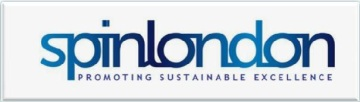 spinlondon
PROMOTING SUSTAINABLE EXCELLENCE